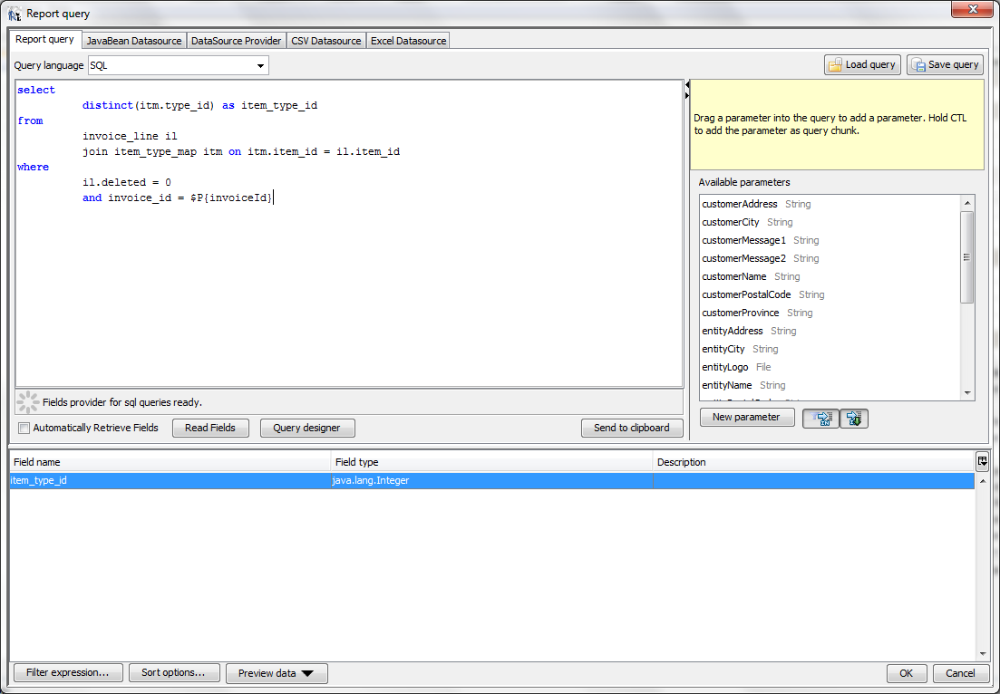 Report query
Report query JavaBean Datasource DataSource Provider CSV Datasource Excel Datasource
Query language SQL Load query Save query
select
distinct(itm.type_id) as item_type_id
from
invoice_line il
join item_type_map itm on itm.item_id = il.item_id
where
il.deleted = 0
and invoice_id = $P{invoiceId}
Drag a parameter into the query to add a parameter. Hold CTL
to add the parameter as query chunk.
Available parameters
customerAddress String
customerCity String
customerMessage1 String
customerMessage2 String
customerName String
customerPostalCode String
customerProvince String
entityAddress String
entityCity String
entityLogo File
entityName String
Fields provider for sql queries ready.
Automatically Retrieve Fields Read Fields Query designer Send to clipboard
New parameter
Field name Field type Description
item_type_id java.lang.Integer
Filter expression... Sort options... Preview data OK Cancel